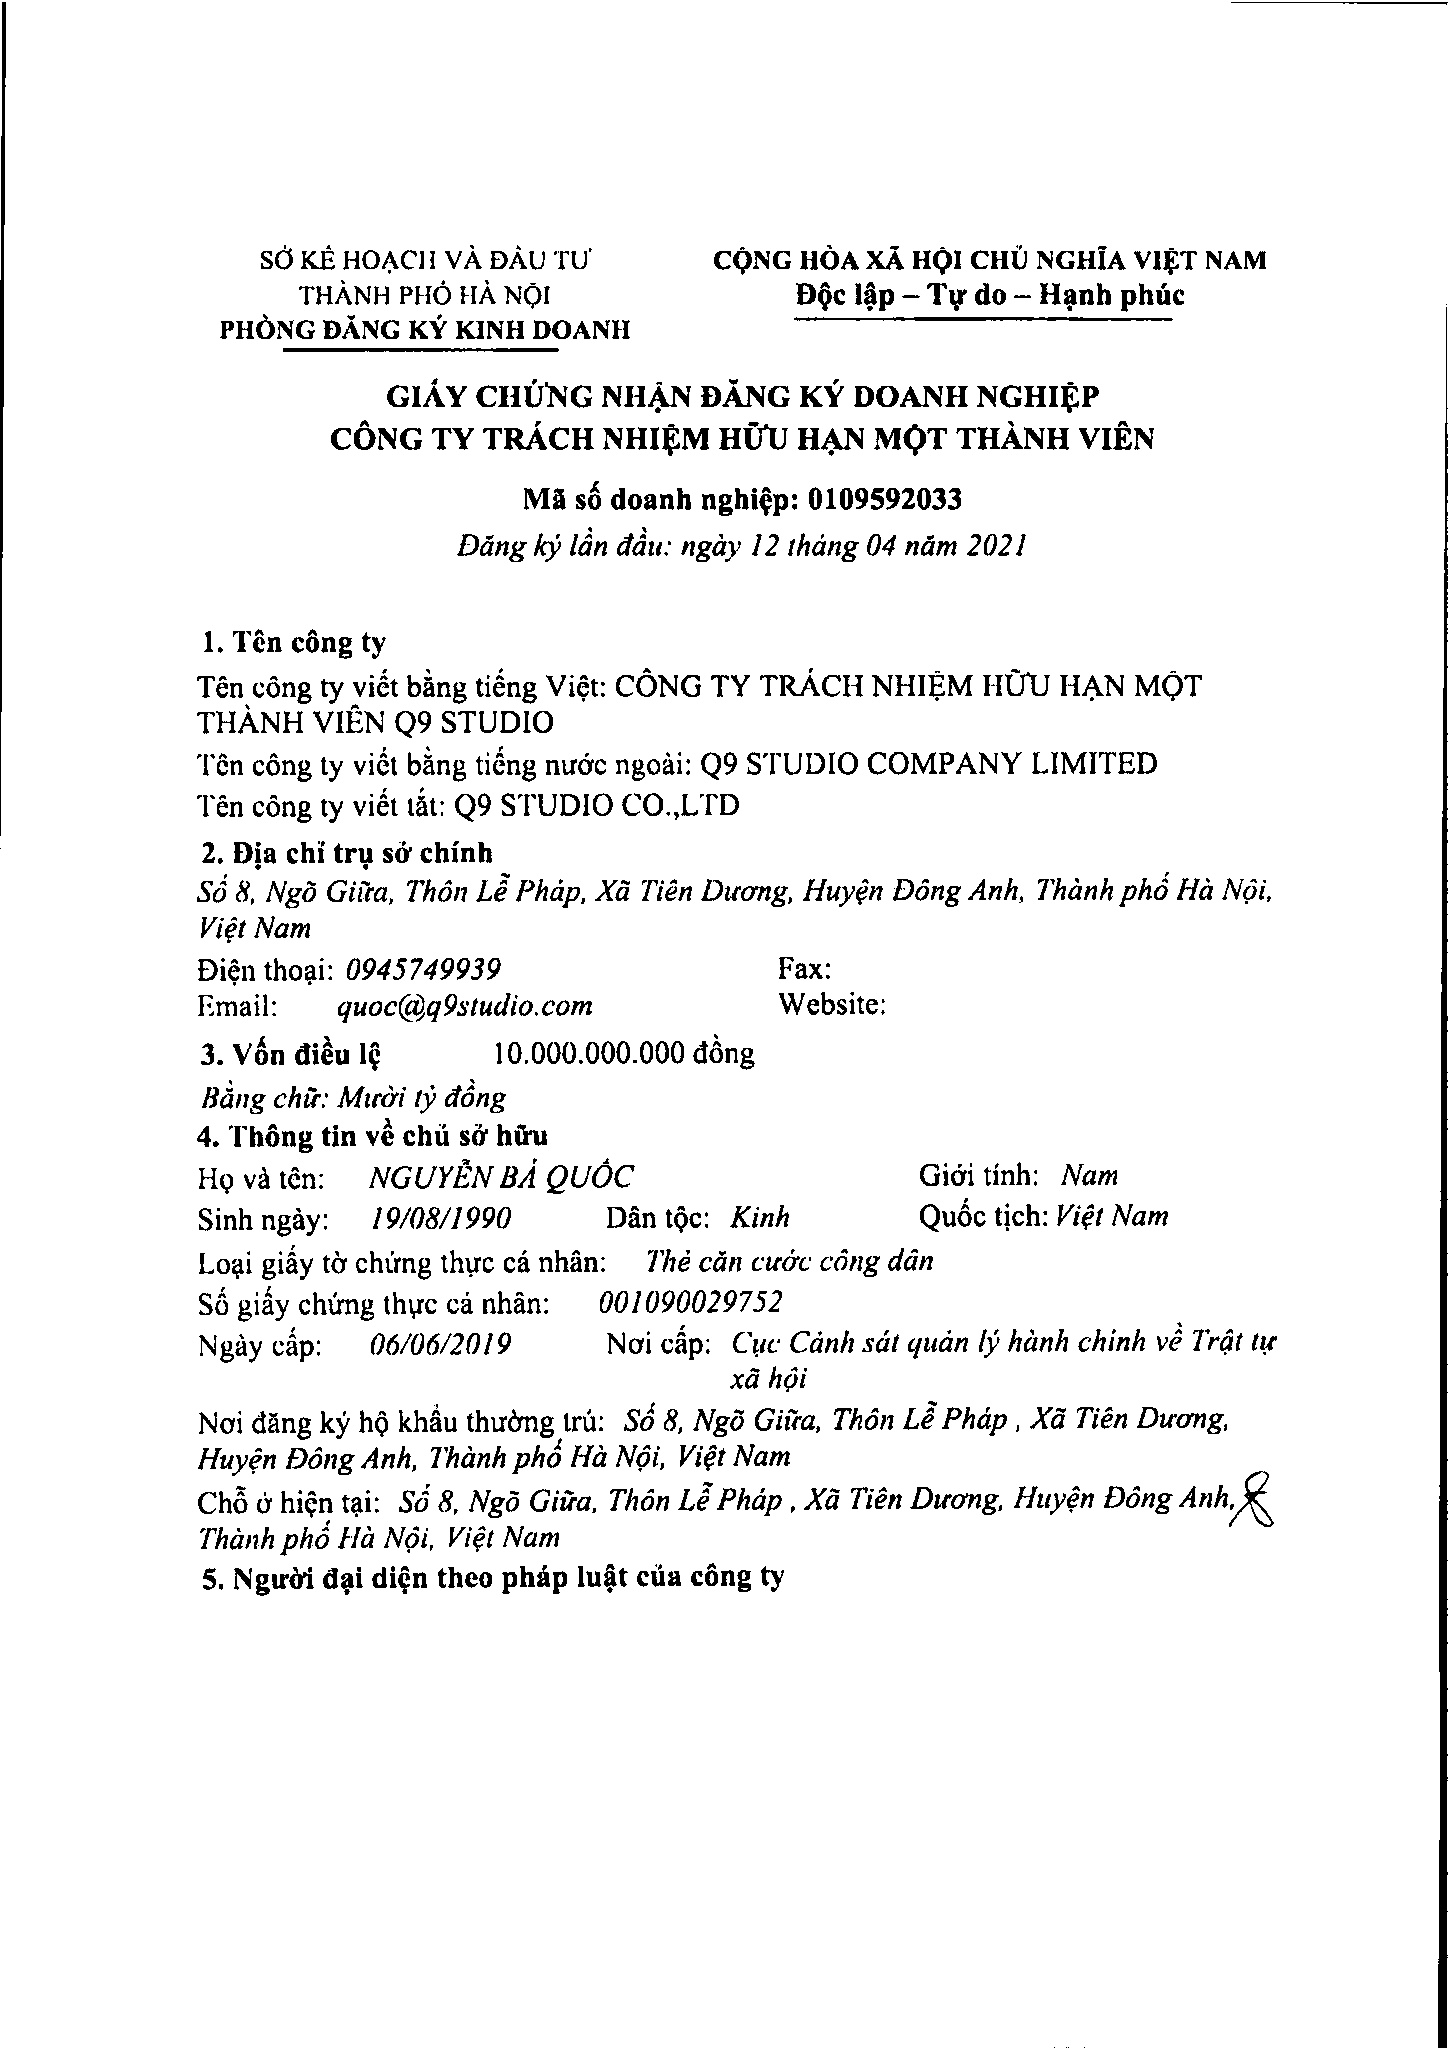 SỞ KẾ HOẠCH VÀ ĐẦU TƯ
THÀNH PHỐ HÀ NỘI
PHÒNG ĐĂNG KÝ KINH DOANH
CỘNG HÒA XÃ HỘI CHỦ NGHĨA VIỆT NAM
Độc lập – Tự do – Hạnh phúc
GIẤY CHỨNG NHẬN ĐĂNG KÝ DOANH NGHIỆP
CÔNG TY TRÁCH NHIỆM HỮU HẠN MỘT THÀNH VIÊN
Mã số doanh nghiệp: 0109592033
Đăng ký lần đầu: ngày 12 tháng 04 năm 2021
1. Tên công ty
Tên công ty viết bằng tiếng Việt: CÔNG TY TRÁCH NHIỆM HỮU HẠN MỘT
THÀNH VIÊN Q9 STUDIO
Tên công ty viết bằng tiếng nước ngoài: Q9 STUDIO COMPANY LIMITED
Tên công ty viết tắt: Q9 STUDIO CO.,LTD
2. Địa chỉ trụ sở chính
Số 8, Ngõ Giữa, Thôn Lễ Pháp, Xã Tiên Dương, Huyện Đông Anh, Thành phố Hà Nội,
Việt Nam
Điện thoại: 0945749939 Fax:
Email: quoc@q9studio.com Website:
3. Vốn điều lệ 10.000.000.000 đồng
Bằng chữ: Mười tỷ đồng
4. Thông tin về chủ sở hữu
Họ và tên: NGUYỄN BÁ QUỐC Giới tính: Nam
Sinh ngày: 19/08/1990 Dân tộc: Kinh Quốc tịch: Việt Nam
Loại giấy tờ chứng thực cá nhân: Thẻ căn cước công dân
Số giấy chứng thực cá nhân: 001090029752
Ngày cấp: 06/06/2019 Nơi cấp: Cục Cảnh sát quản lý hành chính về Trật tự
xã hội
Nơi đăng ký hộ khẩu thường trú: Số 8, Ngõ Giữa, Thôn Lễ Pháp , Xã Tiên Dương,
Huyện Đông Anh, Thành phố Hà Nội, Việt Nam
Chỗ ở hiện tại: Số 8, Ngõ Giữa, Thôn Lễ Pháp , Xã Tiên Dương, Huyện Đông Anh,
Thành phố Hà Nội, Việt Nam
5. Người đại diện theo pháp luật của công ty